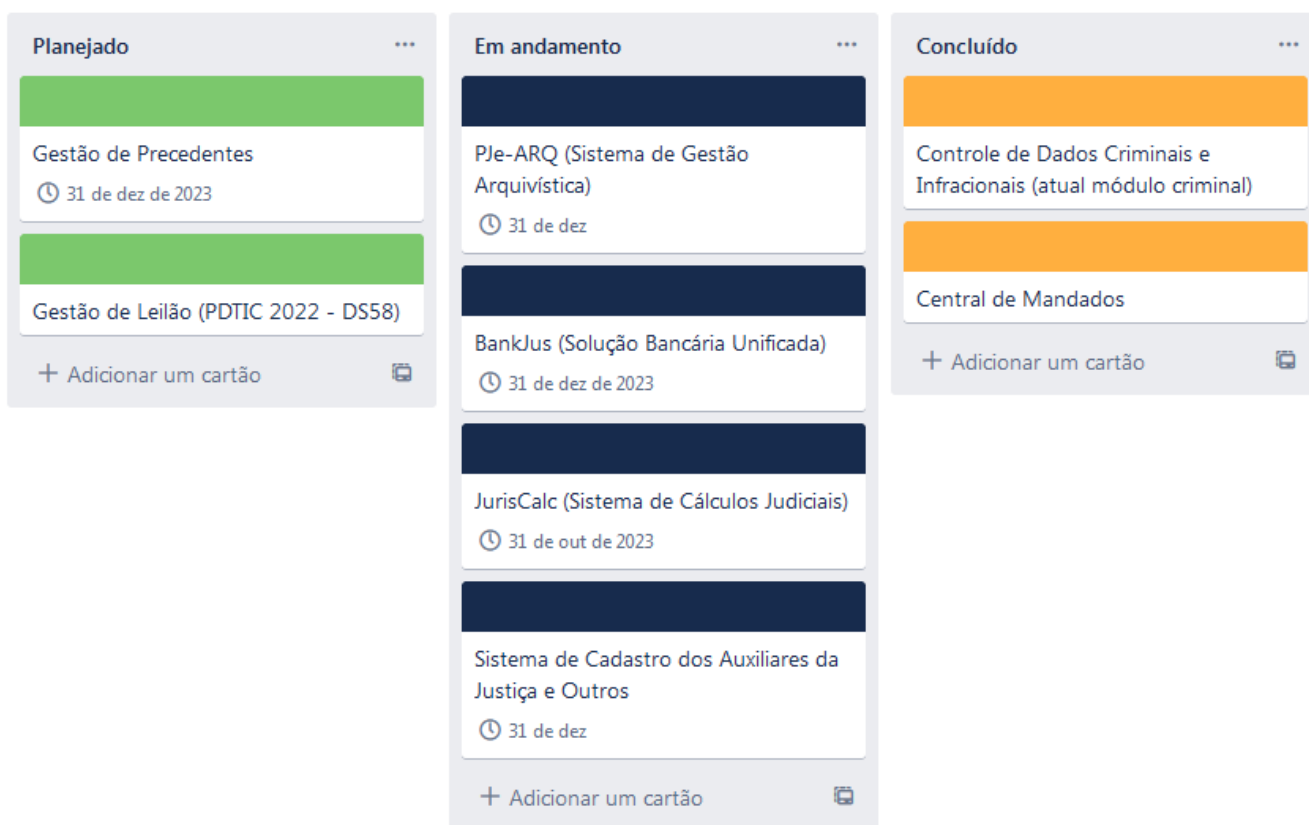 Planejado
Gestão de Precedentes
31 de dez de 2023
Gestão de Leilão (PDTIC 2022 - DS58)
+ Adicionar um cartão
Em andamento
PJe-ARQ (Sistema de Gestão
Arquivística)
31 de dez
BankJus (Solução Bancária Unificada)
31 de dez de 2023
JurisCalc (Sistema de Cálculos Judiciais)
31 de out de 2023
Sistema de Cadastro dos Auxiliares da
Justiça e Outros
31 de dez
+ Adicionar um cartão
Concluído
Controle de Dados Criminais e
Infracionais (atual módulo criminal)
Central de Mandados
+ Adicionar um cartão